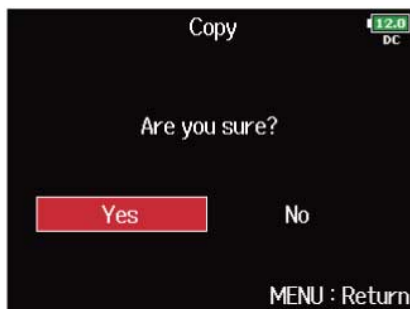 Copy
12.0
DC
Are you sure?
Yes No
MENU : Return